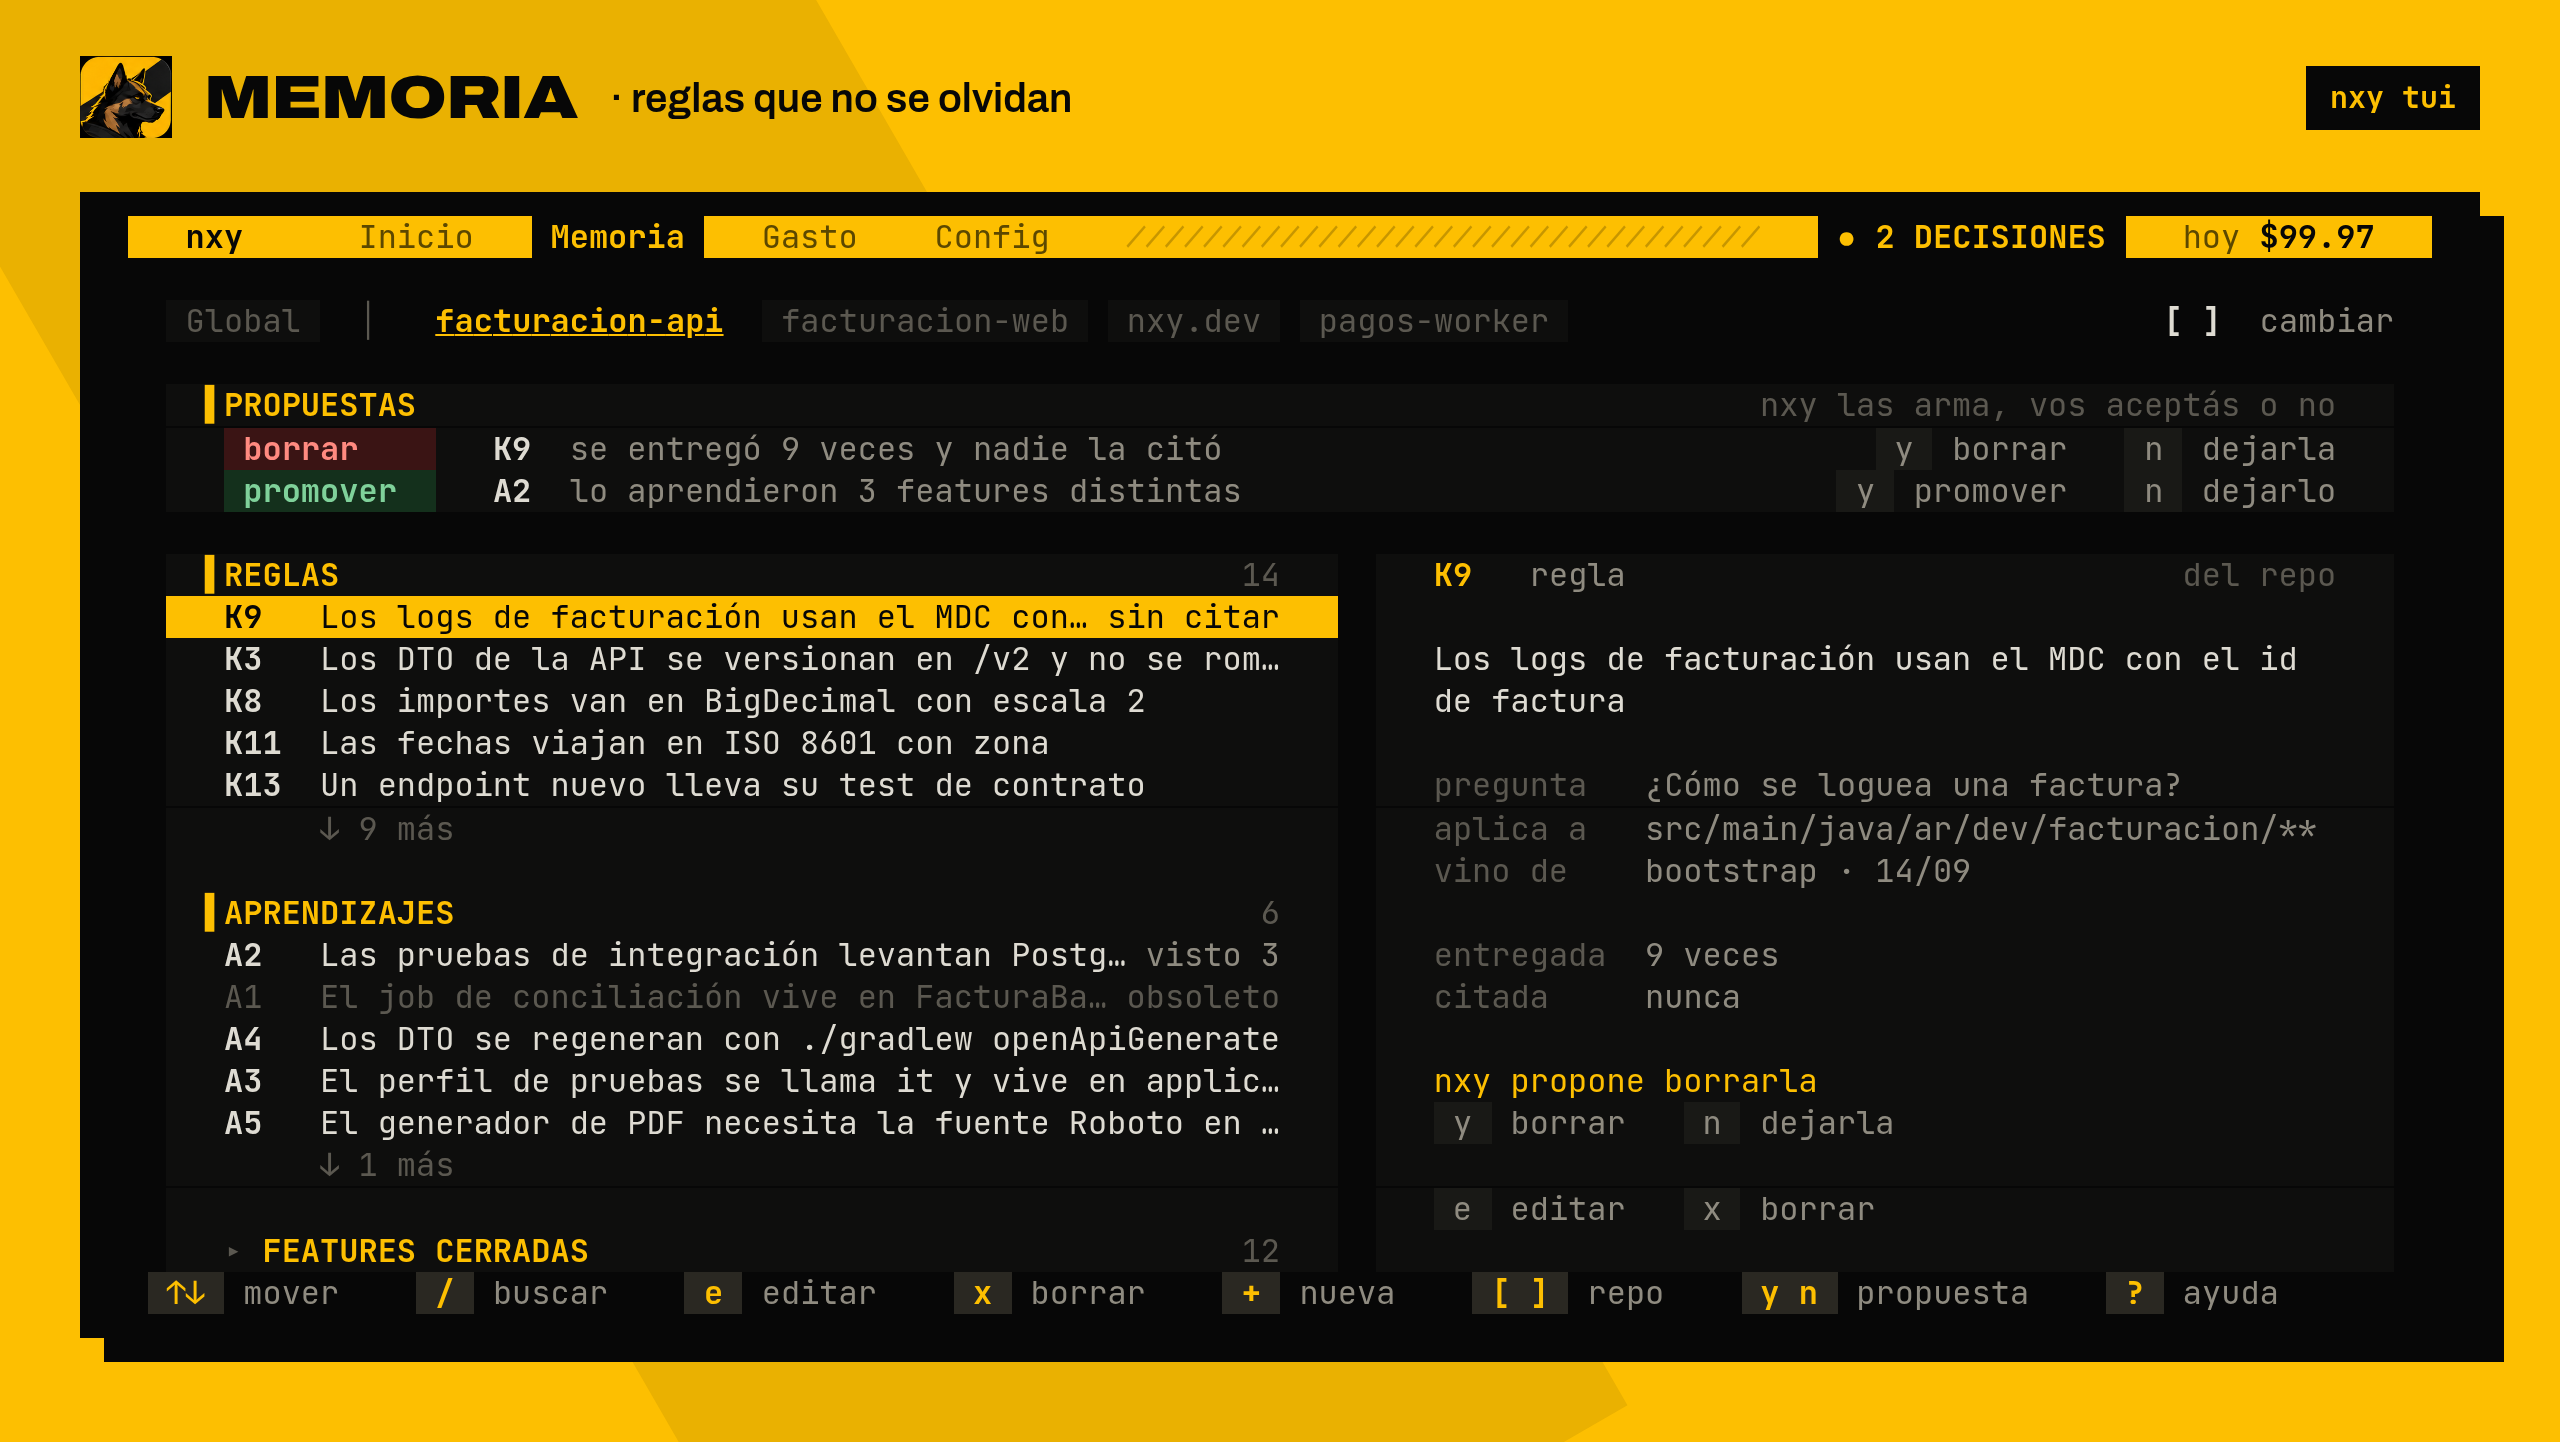 MEMORIA · reglas que no se olvidan
nxy tui
nxy Inicio Memoria Gasto Config ///////////////////////////////// ● 2 DECISIONES hoy $99.97
Global │ facturacion-api facturacion-web nxy.dev pagos-worker [ ] cambiar
PROPUESTAS nxy las arma, vos aceptás o no
borrar K9 se entregó 9 veces y nadie la citó y borrar n dejarla
promover A2 lo aprendieron 3 features distintas y promover n dejarlo
REGLAS 14
K9 Los logs de facturación usan el MDC con… sin citar
K3 Los DTO de la API se versionan en /v2 y no se rom…
K8 Los importes van en BigDecimal con escala 2
K11 Las fechas viajan en ISO 8601 con zona
K13 Un endpoint nuevo lleva su test de contrato
↓ 9 más
APRENDIZAJES 6
A2 Las pruebas de integración levantan Postg… visto 3
A1 El job de conciliación vive en FacturaBa… obsoleto
A4 Los DTO se regeneran con ./gradlew openApiGenerate
A3 El perfil de pruebas se llama it y vive en applic…
A5 El generador de PDF necesita la fuente Roboto en …
↓ 1 más
▸ FEATURES CERRADAS 12
K9 regla del repo
Los logs de facturación usan el MDC con el id
de factura
pregunta ¿Cómo se loguea una factura?
aplica a src/main/java/ar/dev/facturacion/**
vino de bootstrap · 14/09
entregada 9 veces
citada nunca
nxy propone borrarla
y borrar n dejarla
e editar x borrar
↑↓ mover / buscar e editar x borrar + nueva [ ] repo y n propuesta ? ayuda